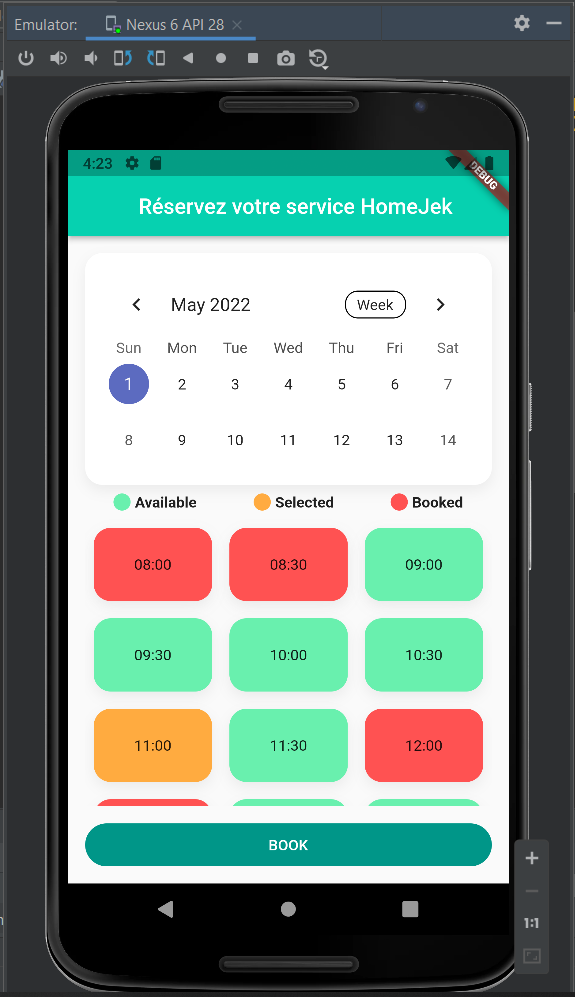 Emulator: Nexus 6 API 28
4:23
DEBUG
Réservez votre service HomeJek
May 2022 Week
Sun Mon Tue Wed Thu Fri Sat
1 2 3 4 5 6 7
8 9 10 11 12 13 14
Available Selected Booked
08:00 08:30 09:00
09:30 10:00 10:30
11:00 11:30 12:00
BOOK
1:1